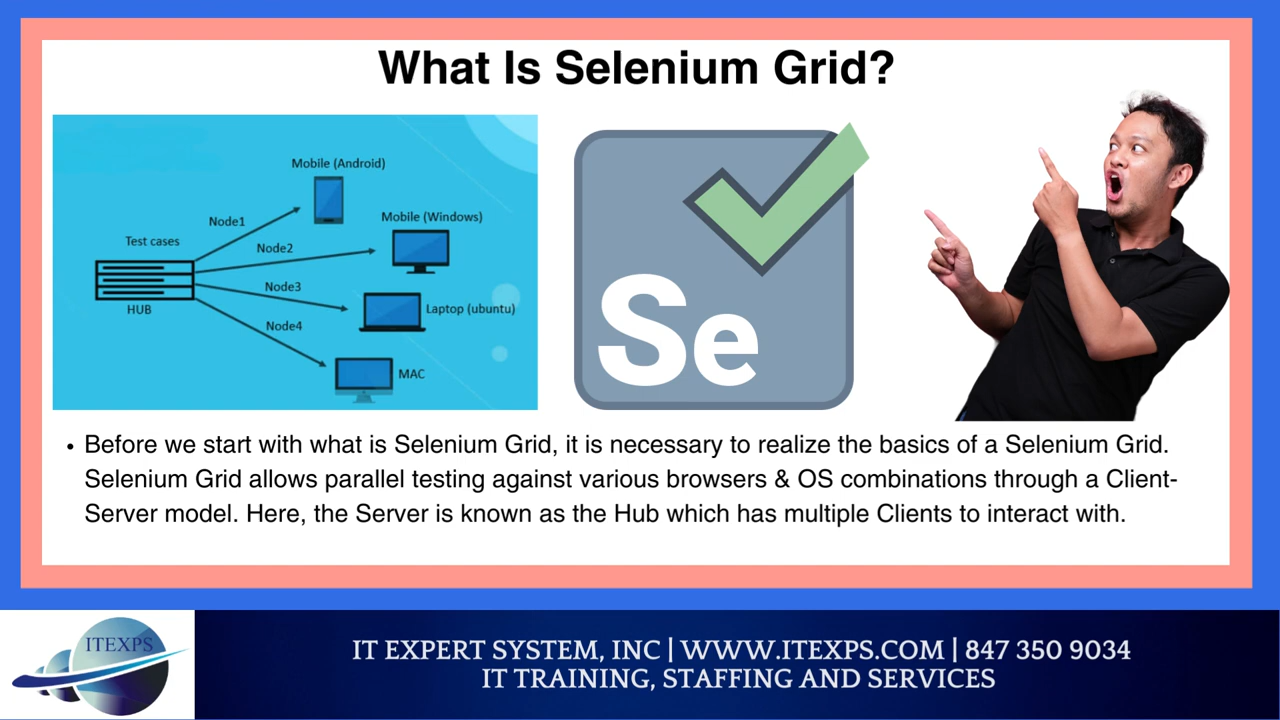 What Is Selenium Grid?
Mobile (Android)
Node1
Mobile (Windows)
Test cases
Node2
Node3
HUB
Laptop (ubuntu)
Node4
MAC
Se
• Before we start with what is Selenium Grid, it is necessary to realize the basics of a Selenium Grid.
Selenium Grid allows parallel testing against various browsers & OS combinations through a Client-
Server model. Here, the Server is known as the Hub which has multiple Clients to interact with.
ITEXPS
IT EXPERT SYSTEM, INC | WWW.ITEXPS.COM | 847 350 9034
IT TRAINING, STAFFING AND SERVICES